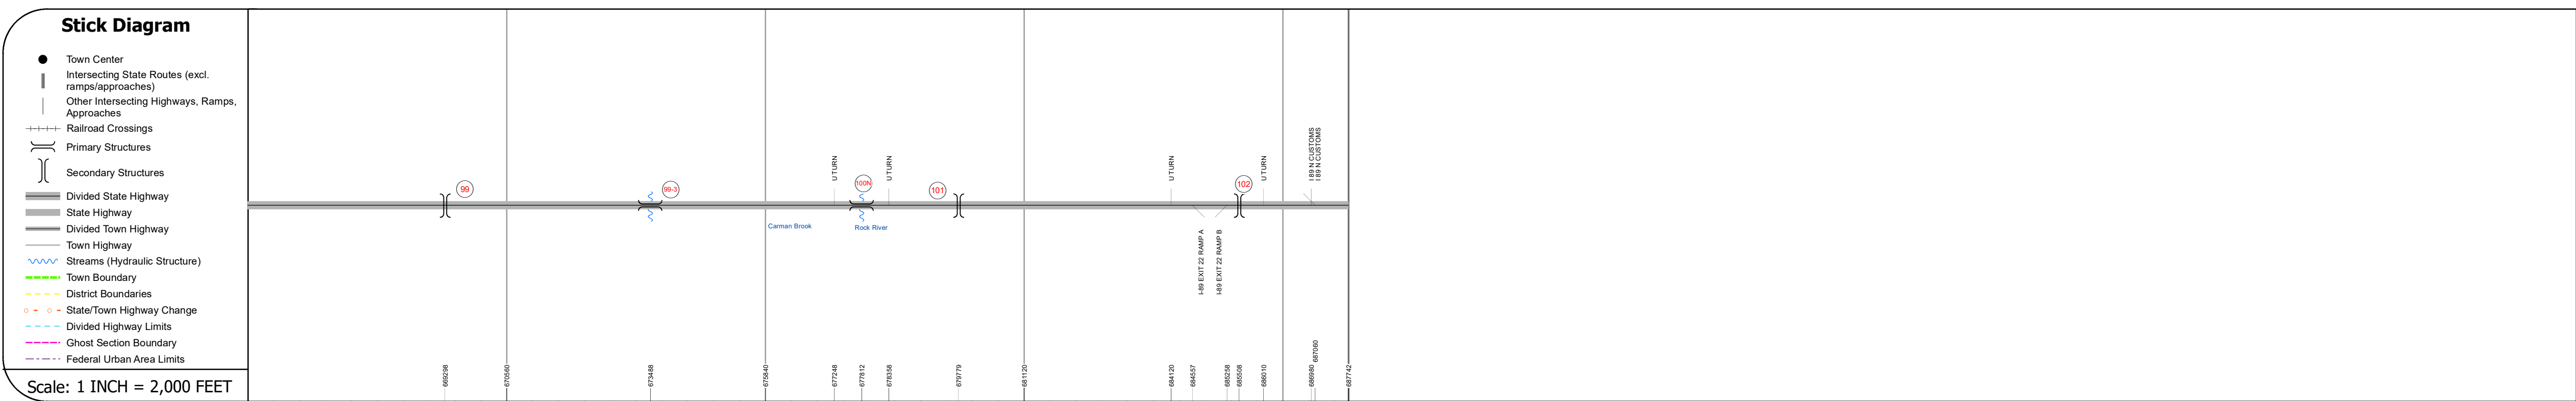 Stick Diagram
Town Center
Intersecting State Routes (excl.
ramps/approaches)
Other Intersecting Highways, Ramps,
Approaches
Railroad Crossings
Primary Structures
Secondary Structures
Divided State Highway
State Highway
Divided Town Highway
Town Highway
Streams (Hydraulic Structure)
Town Boundary
District Boundaries
State/Town Highway Change
Divided Highway Limits
Ghost Section Boundary
Federal Urban Area Limits
Scale: 1 INCH = 2,000 FEET
99
99-3
Carman Brook
U TURN
100N
Rock River
U TURN
101
U TURN
I-89 EXIT 22 RAMP A
I-89 EXIT 22 RAMP B
102
U TURN
I 89 N CUSTOMS
I 89 N CUSTOMS
669298
670560
673488
675840
677248
677812
678358
679779
681120
684120
684557
685258
685508
686010
686980
687060
687742